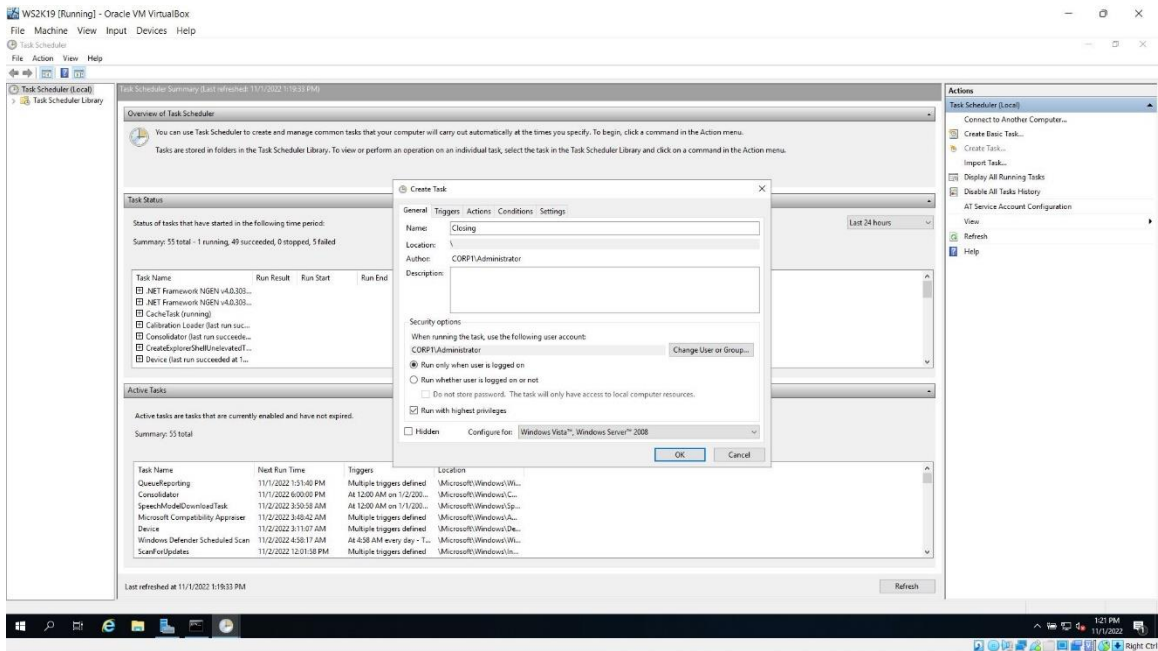 WS2K19 [Running] - Oracle VM VirtualBox
File Machine View Input Devices Help
Task Scheduler
File Action View Help
Task Scheduler (Local)
Task Scheduler Library
Task Scheduler Summary (Last refreshed: 11/1/2022 1:19:33 PM)
Overview of Task Scheduler
You can use Task Scheduler to create and manage common tasks that your computer will carry out automatically at the times you specify. To begin, click a command in the Action menu.
Tasks are stored in folders in the Task Scheduler Library. To view or perform an operation on an individual task, select the task in the Task Scheduler Library and click on a command in the Action menu.
Task Status
Status of tasks that have started in the following time period:
Last 24 hours
Summary: 55 total - 1 running, 49 succeeded, 0 stopped, 5 failed
Task Name Run Result Run Start Run End
.NET Framework NGEN v4.0.303...
.NET Framework NGEN v4.0.303...
CacheTask (running)
Calibration Loader (last run suc...
Consolidator (last run succeede...
CreateExplorerShellUnelevatedT...
Device (last run succeeded at 1...
Active Tasks
Active tasks are tasks that are currently enabled and have not expired.
Summary: 55 total
Task Name Next Run Time Triggers Location
QueueReporting 11/1/2022 1:51:40 PM Multiple triggers defined \Microsoft\Windows\Wi...
Consolidator 11/1/2022 6:00:00 PM At 12:00 AM on 1/2/200... \Microsoft\Windows\C...
SpeechModelDownloadTask 11/2/2022 3:50:58 AM At 12:00 AM on 1/1/200... \Microsoft\Windows\Sp...
Microsoft Compatibility Appraiser 11/2/2022 3:48:42 AM Multiple triggers defined \Microsoft\Windows\A...
Device 11/2/2022 3:11:07 AM Multiple triggers defined \Microsoft\Windows\De...
Windows Defender Scheduled Scan 11/2/2022 4:58:17 AM At 4:58 AM every day - T... \Microsoft\Windows\Wi...
ScanForUpdates 11/2/2022 12:01:58 PM Multiple triggers defined \Microsoft\Windows\In...
Last refreshed at 11/1/2022 1:19:33 PM
Refresh
Create Task
General Triggers Actions Conditions Settings
Name: Closing
Location: \
Author: CORP1\Administrator
Description:
Security options
When running the task, use the following user account:
CORP1\Administrator
Change User or Group...
Run only when user is logged on
Run whether user is logged on or not
Do not store password. The task will only have access to local computer resources.
Run with highest privileges
Hidden Configure for: Windows Vista™, Windows Server™ 2008
OK Cancel
Actions
Task Scheduler (Local)
Connect to Another Computer...
Create Basic Task...
Create Task...
Import Task...
Display All Running Tasks
Disable All Tasks History
AT Service Account Configuration
View
Refresh
Help
1:21 PM
11/1/2022
Right Ctrl